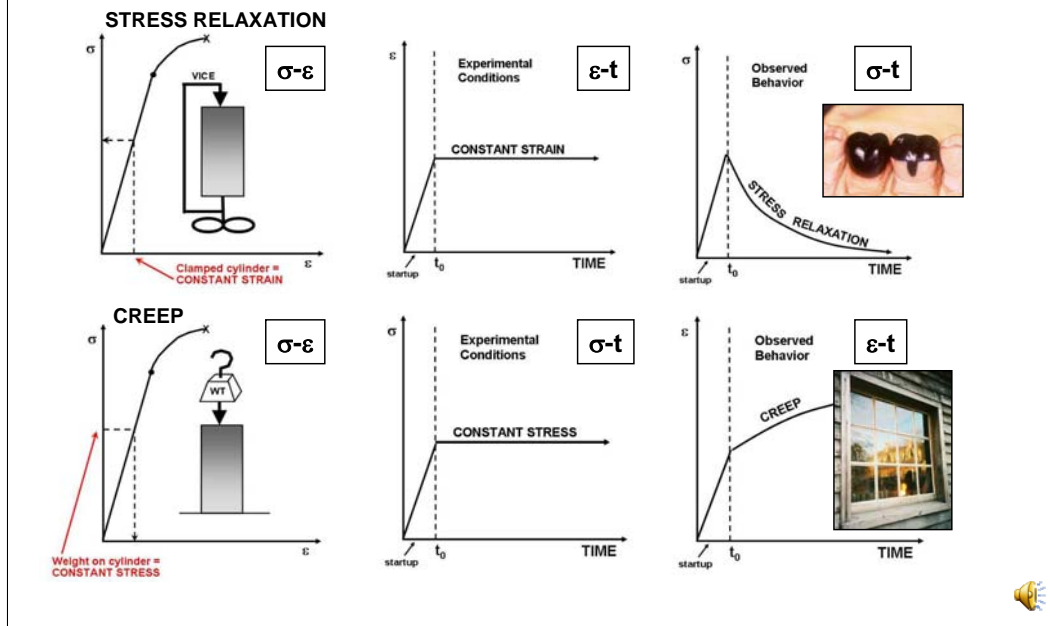 STRESS RELAXATION
σ
X
σ-ε
VICE
ε
Clamped cylinder =
CONSTANT STRAIN
ε
Experimental
Conditions
ε-t
CONSTANT STRAIN
startup
t0
TIME
σ
Observed
Behavior
σ-t
STRESS RELAXATION
startup
t0
TIME
CREEP
σ
X
σ-ε
WT
ε
Weight on cylinder =
CONSTANT STRESS
σ
Experimental
Conditions
σ-t
CONSTANT STRESS
startup
t0
TIME
ε
Observed
Behavior
ε-t
CREEP
startup
t0
TIME